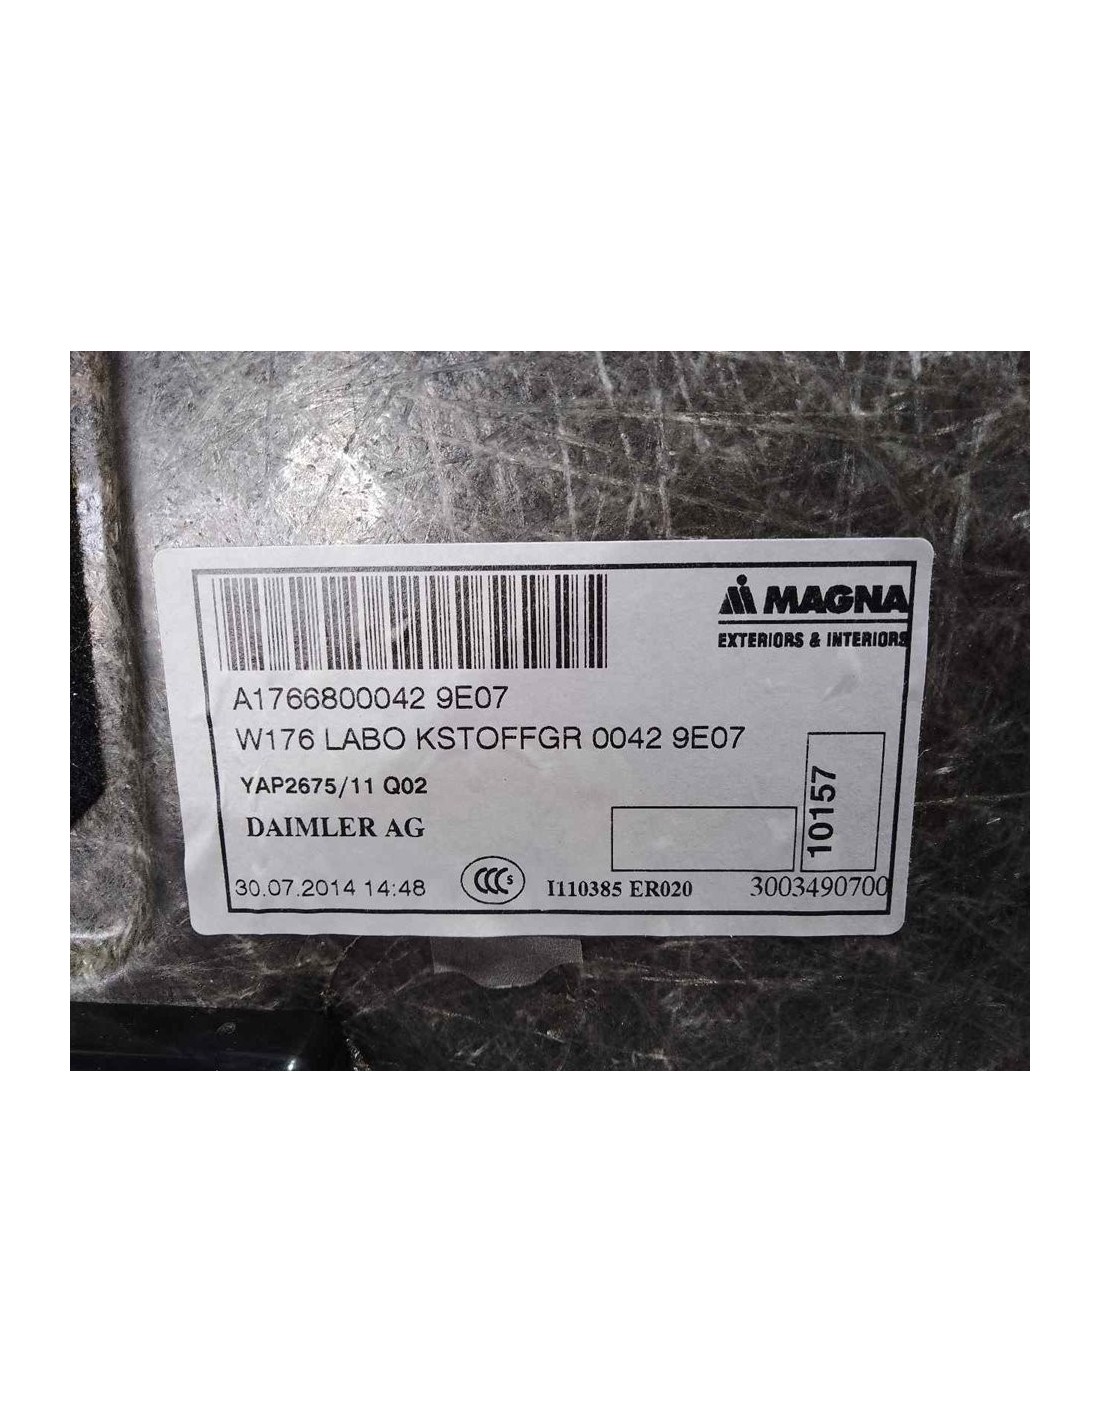 MAGNA
EXTERIORS & INTERIORS
A1766800042 9E07
W176 LABO KSTOFFGR 0042 9E07
YAP2675/11 Q02
DAIMLER AG
10157
30.07.2014 14:48
CCC S
I110385 ER020
3003490700